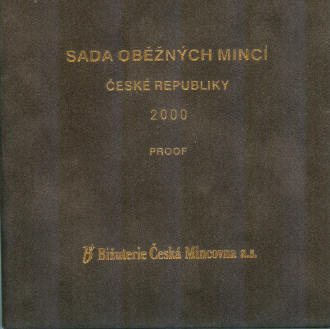 SADA OBĚŽNÝCH MINCÍ
ČESKÉ REPUBLIKY
2000
PROOF
Bižuterie Česká Mincovna a.s.